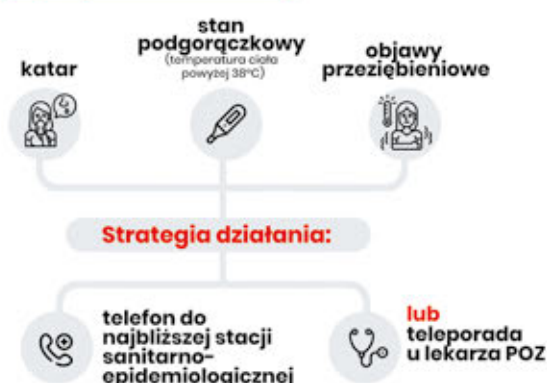 katar
stan
podgorączkowy
(temperatura ciała
powyżej 38°C)
objawy
przeziębieniowe
Strategia działania:
telefon do
najbliższej stacji
sanitarno-
epidemiologicznej
lub
teleporada
u lekarza POZ